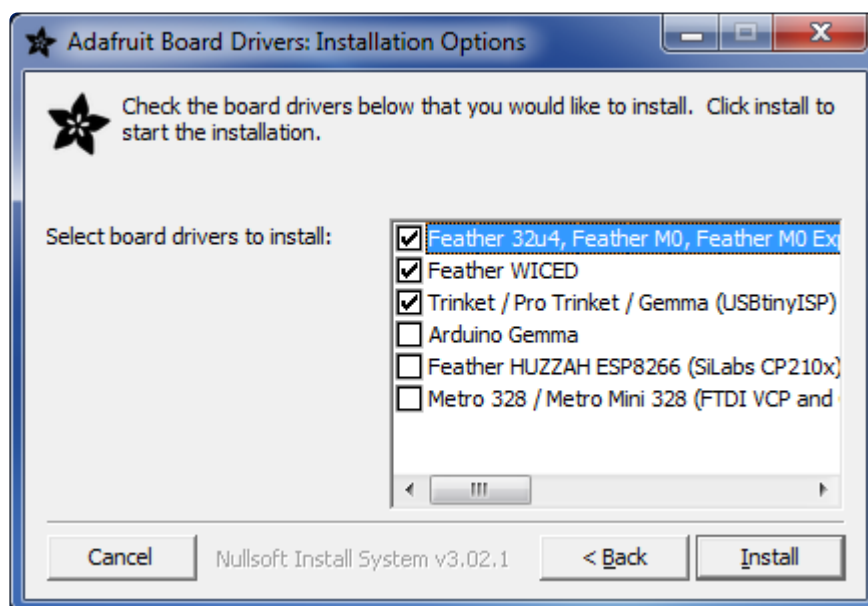 Adafruit Board Drivers: Installation Options
Check the board drivers below that you would like to install. Click install to
start the installation.
Select board drivers to install:
Feather 32u4, Feather M0, Feather M0
Feather WICED
Trinket / Pro Trinket / Gemma (USBtinyISP)
Arduino Gemma
Feather HUZZAH ESP8266 (SiLabs CP210x)
Metro 328 / Metro Mini 328 (FTDI VCP and
Cancel
Nullsoft Install System v3.02.1
< Back
Install